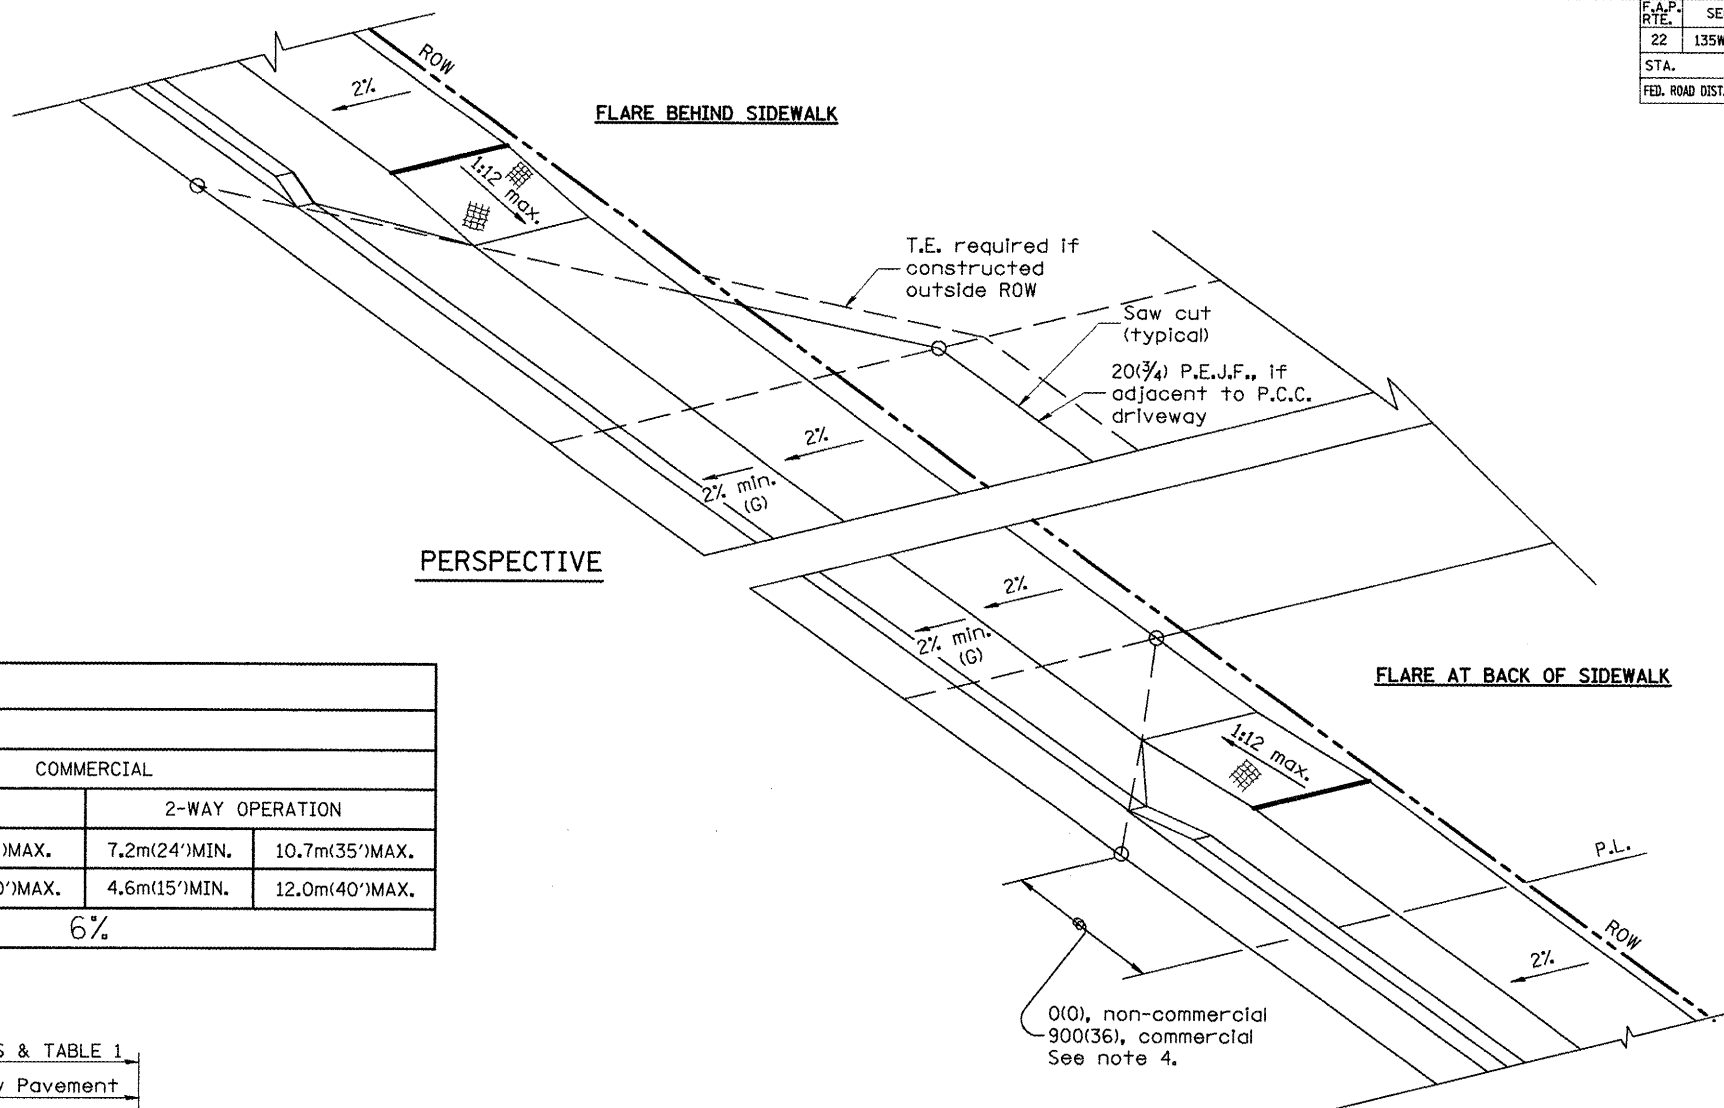 F.A.P.
RTE.
22 135W
STA.
FED. ROAD DIST.
ROW
2%
FLARE BEHIND SIDEWALK
1:12 max.
T.E. required if
constructed
outside ROW
Saw cut
(typical)
20(3/4) P.E.J.F., if
adjacent to P.C.C.
driveway
2%
2% min.
(G)
PERSPECTIVE
2%
2% min.
(G)
FLARE AT BACK OF SIDEWALK
1:12 max.
P.L.
ROW
2%
0(0), non-commercial
900(36), commercial
See note 4.
COMMERCIAL
2-WAY OPERATION
)MAX. 7.2m(24')MIN. 10.7m(35')MAX.
')MAX. 4.6m(15')MIN. 12.0m(40')MAX.
6%
& TABLE 1
Pavement